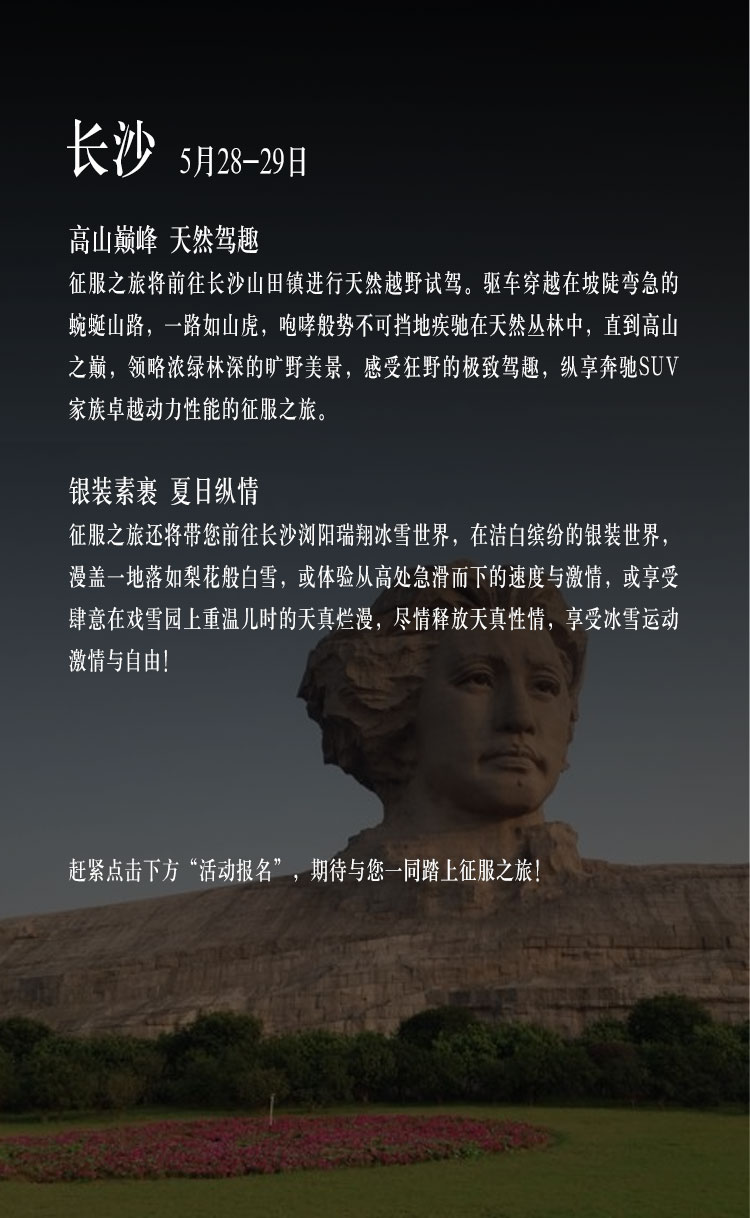 长沙 5月28-29日
高山巅峰 天然驾趣
征服之旅将前往长沙山田镇进行天然越野试驾。驱车穿越在坡陡弯急的
蜿蜒山路，一路如山虎，咆哮般势不可挡地疾驰在天然丛林中，直到高山
之巅，领略浓绿林深的旷野美景，感受狂野的极致驾趣，纵享奔驰SUV
家族卓越动力性能的征服之旅。
银装素裹 夏日纵情
征服之旅还将带您前往长沙浏阳瑞翔冰雪世界，在洁白缤纷的银装世界，
漫盖一地落如梨花般白雪，或体验从高处急滑而下的速度与激情，或享受
肆意在戏雪园上重温儿时的天真烂漫，尽情释放天真性情，享受冰雪运动
激情与自由！
赶紧点击下方“活动报名”，期待与您一同踏上征服之旅！